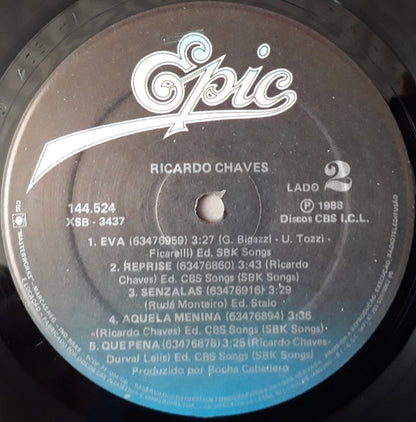 Epic
RICARDO CHAVES
144.524
XSB - 3437
LADO 2
℗ 1988
Discos CBS I.C.L.
1. EVA (63476959) 3:27 (G. Bigazzi - U. Tozzi -
Ficarelli) Ed. SBK Songs
2. REPRISE (63476860) 3:43 (Ricardo
Chaves) Ed. CBS Songs (SBK Songs)
3. SENZALAS (63476916) 3:29
(Rudá Monteiro) Ed. Stalo
4. AQUELA MENINA (63476894) 3:36
(Ricardo Chaves) Ed. CBS Songs (SBK Songs)
5. QUE PENA (63476878) 3:25 (Ricardo Chaves-
Durval Lelis) Ed. CBS Songs (SBK Songs)
Produzido por Rocha Caballero